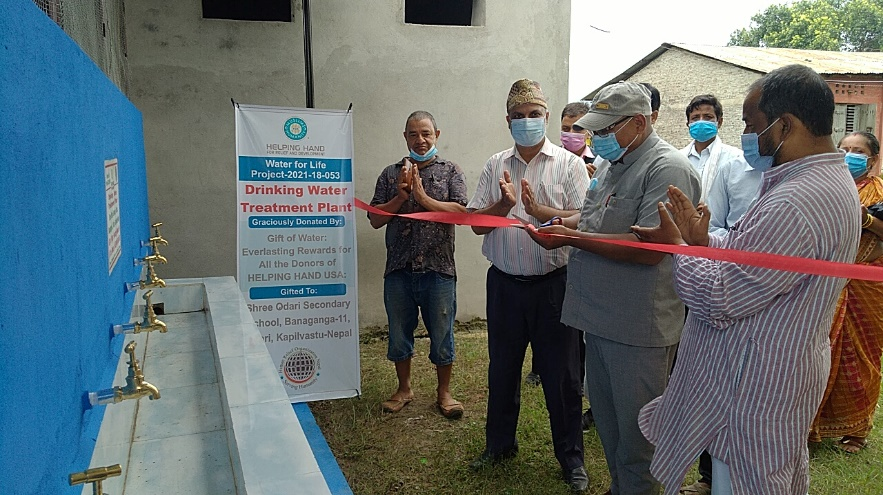 HELPING HAND
FOR RELIEF AND DEVELOPMENT
Water for Life
Project-2021-18-053
Drinking Water
Treatment Plant
Graciously Donated By:
Gift of Water:
Everlasting Rewards for
All the Donors of
HELPING HAND USA:
Gifted To:
Shree Odari Secondary
School, Banaganga-11,
Kapilvastu-Nepal